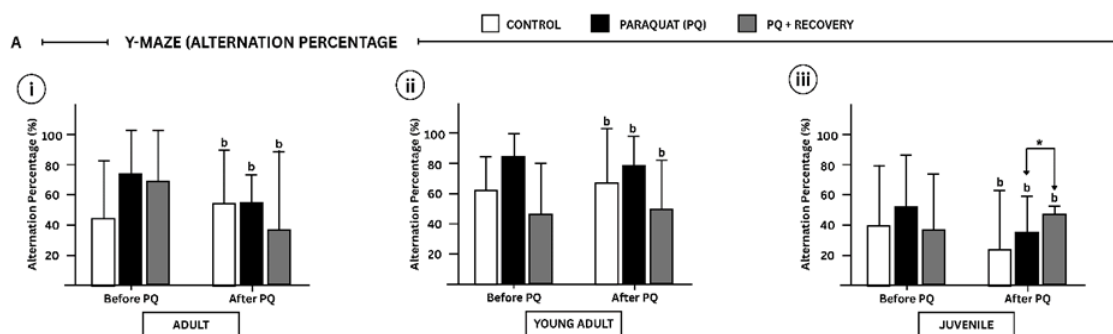 CONTROL PARAQUAT (PQ) PQ + RECOVERY
A Y-MAZE (ALTERNATION PERCENTAGE
i
Alternation Percentage (%)
100
80
60
40
20
b b b
Before PQ After PQ
ADULT
ii
Alternation Percentage (%)
100
80
60
40
20
b b b
Before PQ After PQ
YOUNG ADULT
iii
Alternation Percentage (%)
100
80
60
40
20
*
b b b
Before PQ After PQ
JUVENILE